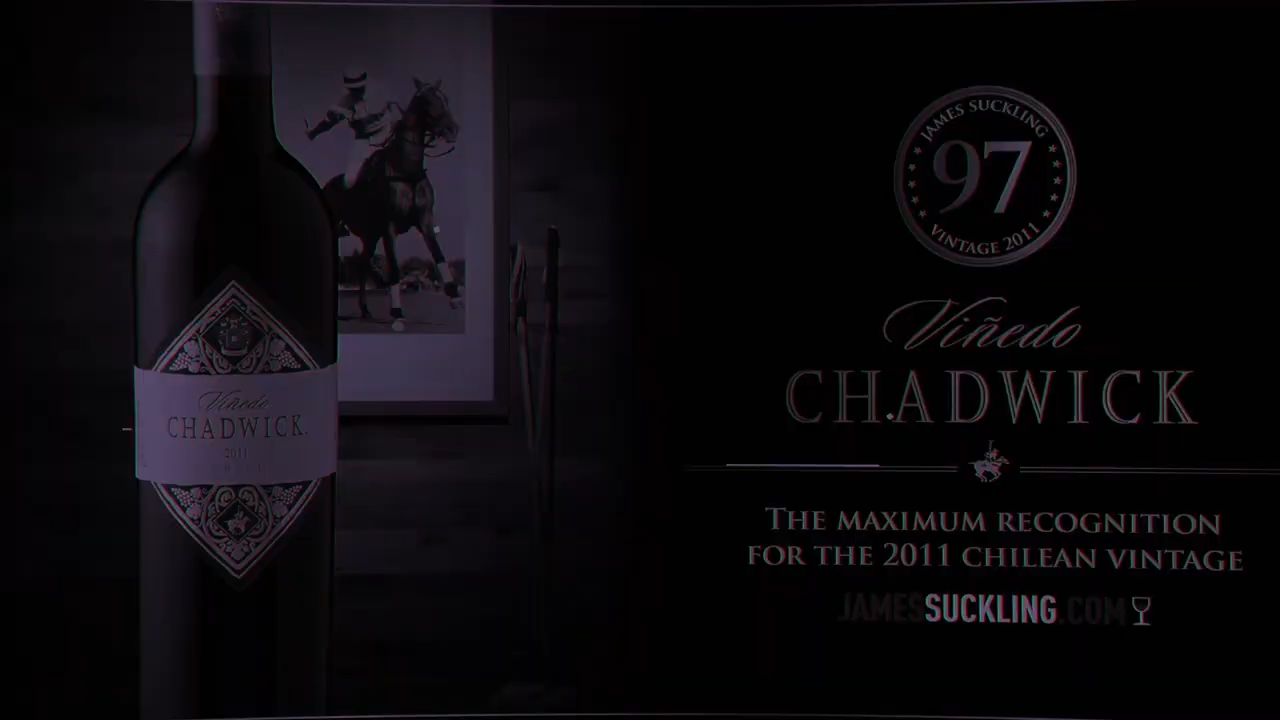 Viñedo
CHADWICK
2011
JAMES SUCKLING
97
VINTAGE 2011
Viñedo
CHADWICK
THE MAXIMUM RECOGNITION
FOR THE 2011 CHILEAN VINTAGE
JAMESSUCKLING.COM